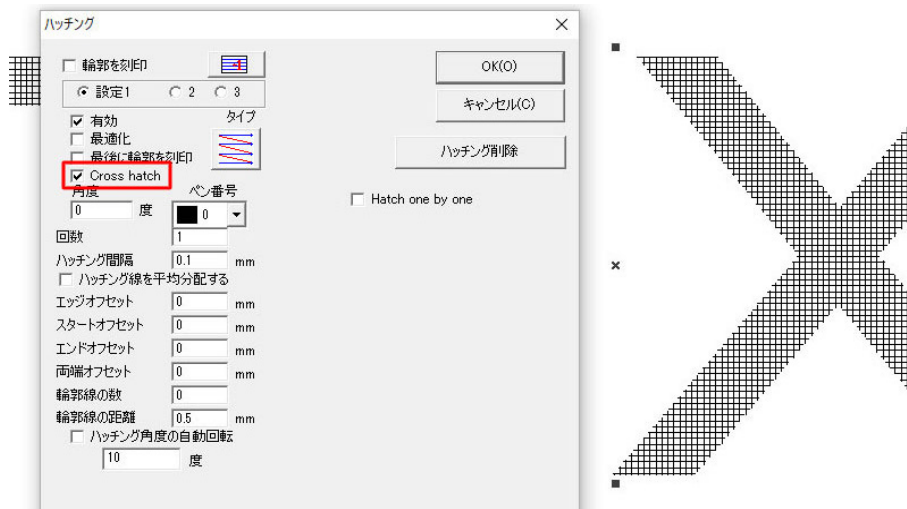 ハッチング
輪郭を刻印
設定1 2 3
有効
タイプ
最適化
最後に輪郭を刻印
Cross hatch
角度 ペン番号
0 度 0
回数 1
ハッチング間隔 0.1 mm
ハッチング線を平均分配する
エッジオフセット 0 mm
スタートオフセット 0 mm
エンドオフセット 0 mm
両端オフセット 0 mm
輪郭線の数 0
輪郭線の距離 0.5 mm
ハッチング角度の自動回転
10 度
OK(O)
キャンセル(C)
ハッチング削除
Hatch one by one